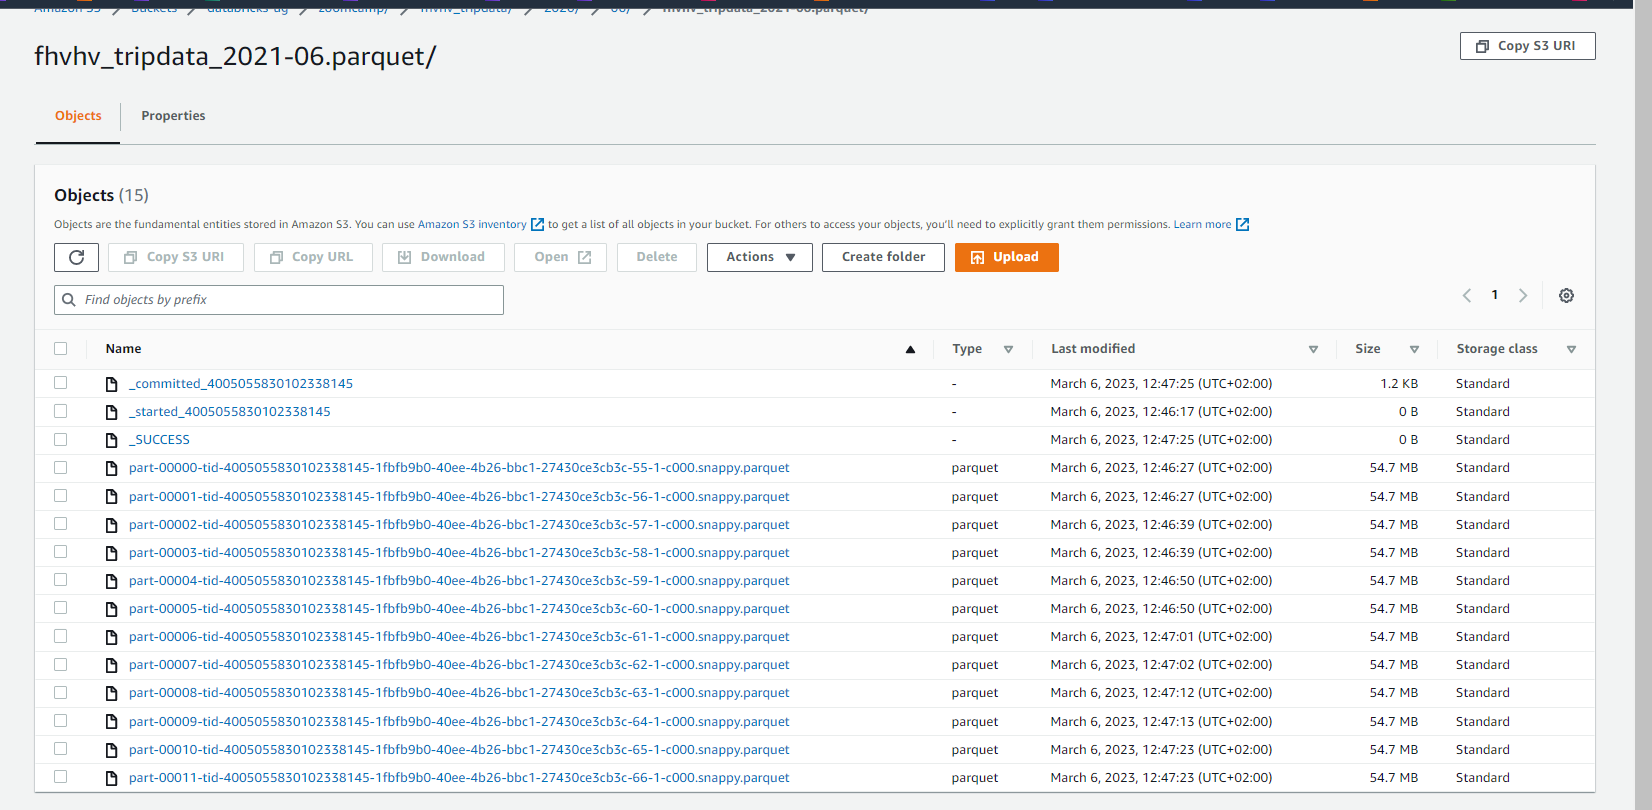 Amazon S3 Buckets databricks-dg zoomcamp/ fhvhv_tripdata/ 2020/ 06/ fhvhv_tripdata_2021-06.parquet/
fhvhv_tripdata_2021-06.parquet/
Copy S3 URI
Objects Properties
Objects (15)
Objects are the fundamental entities stored in Amazon S3. You can use Amazon S3 inventory to get a list of all objects in your bucket. For others to access your objects, you'll need to explicitly grant them permissions. Learn more
Copy S3 URI Copy URL Download Open Delete Actions Create folder Upload
Find objects by prefix
1
Name Type Last modified Size Storage class
_committed_4005055830102338145 - March 6, 2023, 12:47:25 (UTC+02:00) 1.2 KB Standard
_started_4005055830102338145 - March 6, 2023, 12:46:17 (UTC+02:00) 0 B Standard
_SUCCESS - March 6, 2023, 12:47:25 (UTC+02:00) 0 B Standard
part-00000-tid-4005055830102338145-1fbfb9b0-40ee-4b26-bbc1-27430ce3cb3c-55-1-c000.snappy.parquet parquet March 6, 2023, 12:46:27 (UTC+02:00) 54.7 MB Standard
part-00001-tid-4005055830102338145-1fbfb9b0-40ee-4b26-bbc1-27430ce3cb3c-56-1-c000.snappy.parquet parquet March 6, 2023, 12:46:27 (UTC+02:00) 54.7 MB Standard
part-00002-tid-4005055830102338145-1fbfb9b0-40ee-4b26-bbc1-27430ce3cb3c-57-1-c000.snappy.parquet parquet March 6, 2023, 12:46:39 (UTC+02:00) 54.7 MB Standard
part-00003-tid-4005055830102338145-1fbfb9b0-40ee-4b26-bbc1-27430ce3cb3c-58-1-c000.snappy.parquet parquet March 6, 2023, 12:46:39 (UTC+02:00) 54.7 MB Standard
part-00004-tid-4005055830102338145-1fbfb9b0-40ee-4b26-bbc1-27430ce3cb3c-59-1-c000.snappy.parquet parquet March 6, 2023, 12:46:50 (UTC+02:00) 54.7 MB Standard
part-00005-tid-4005055830102338145-1fbfb9b0-40ee-4b26-bbc1-27430ce3cb3c-60-1-c000.snappy.parquet parquet March 6, 2023, 12:46:50 (UTC+02:00) 54.7 MB Standard
part-00006-tid-4005055830102338145-1fbfb9b0-40ee-4b26-bbc1-27430ce3cb3c-61-1-c000.snappy.parquet parquet March 6, 2023, 12:47:01 (UTC+02:00) 54.7 MB Standard
part-00007-tid-4005055830102338145-1fbfb9b0-40ee-4b26-bbc1-27430ce3cb3c-62-1-c000.snappy.parquet parquet March 6, 2023, 12:47:02 (UTC+02:00) 54.7 MB Standard
part-00008-tid-4005055830102338145-1fbfb9b0-40ee-4b26-bbc1-27430ce3cb3c-63-1-c000.snappy.parquet parquet March 6, 2023, 12:47:12 (UTC+02:00) 54.7 MB Standard
part-00009-tid-4005055830102338145-1fbfb9b0-40ee-4b26-bbc1-27430ce3cb3c-64-1-c000.snappy.parquet parquet March 6, 2023, 12:47:13 (UTC+02:00) 54.7 MB Standard
part-00010-tid-4005055830102338145-1fbfb9b0-40ee-4b26-bbc1-27430ce3cb3c-65-1-c000.snappy.parquet parquet March 6, 2023, 12:47:23 (UTC+02:00) 54.7 MB Standard
part-00011-tid-4005055830102338145-1fbfb9b0-40ee-4b26-bbc1-27430ce3cb3c-66-1-c000.snappy.parquet parquet March 6, 2023, 12:47:23 (UTC+02:00) 54.7 MB Standard